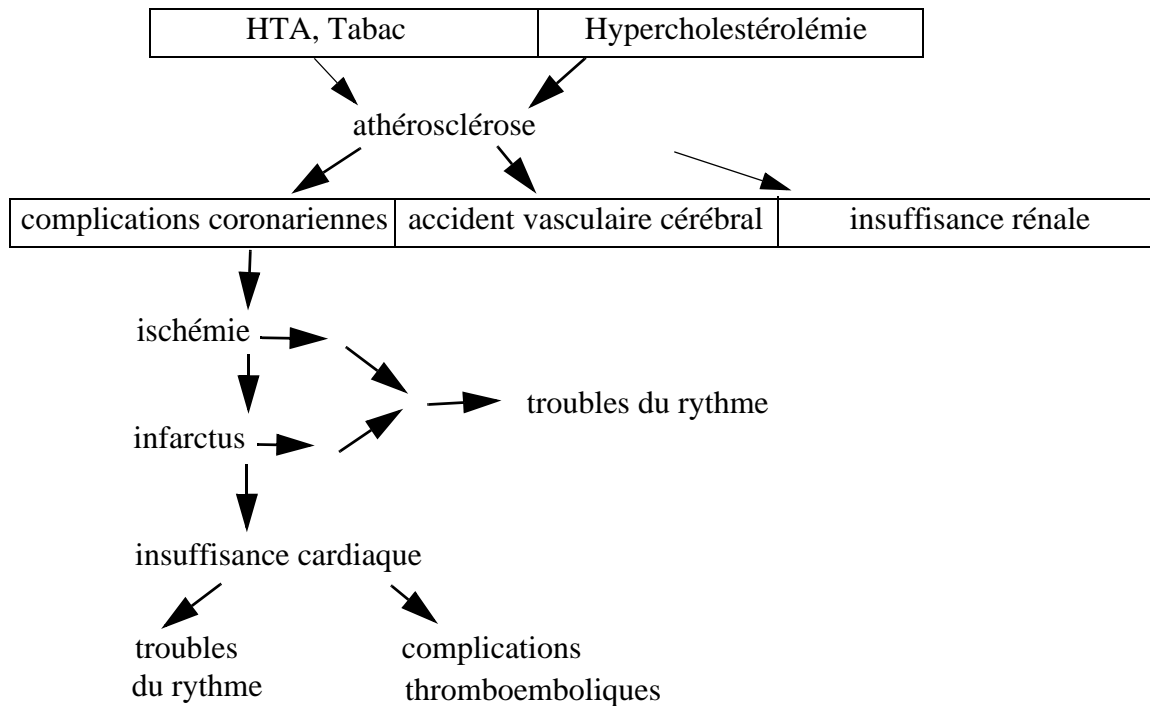 HTA, Tabac
Hypercholestérolémie
athérosclérose
complications coronariennes
accident vasculaire cérébral
insuffisance rénale
ischémie
troubles du rythme
infarctus
insuffisance cardiaque
troubles
du rythme
complications
thromboemboliques